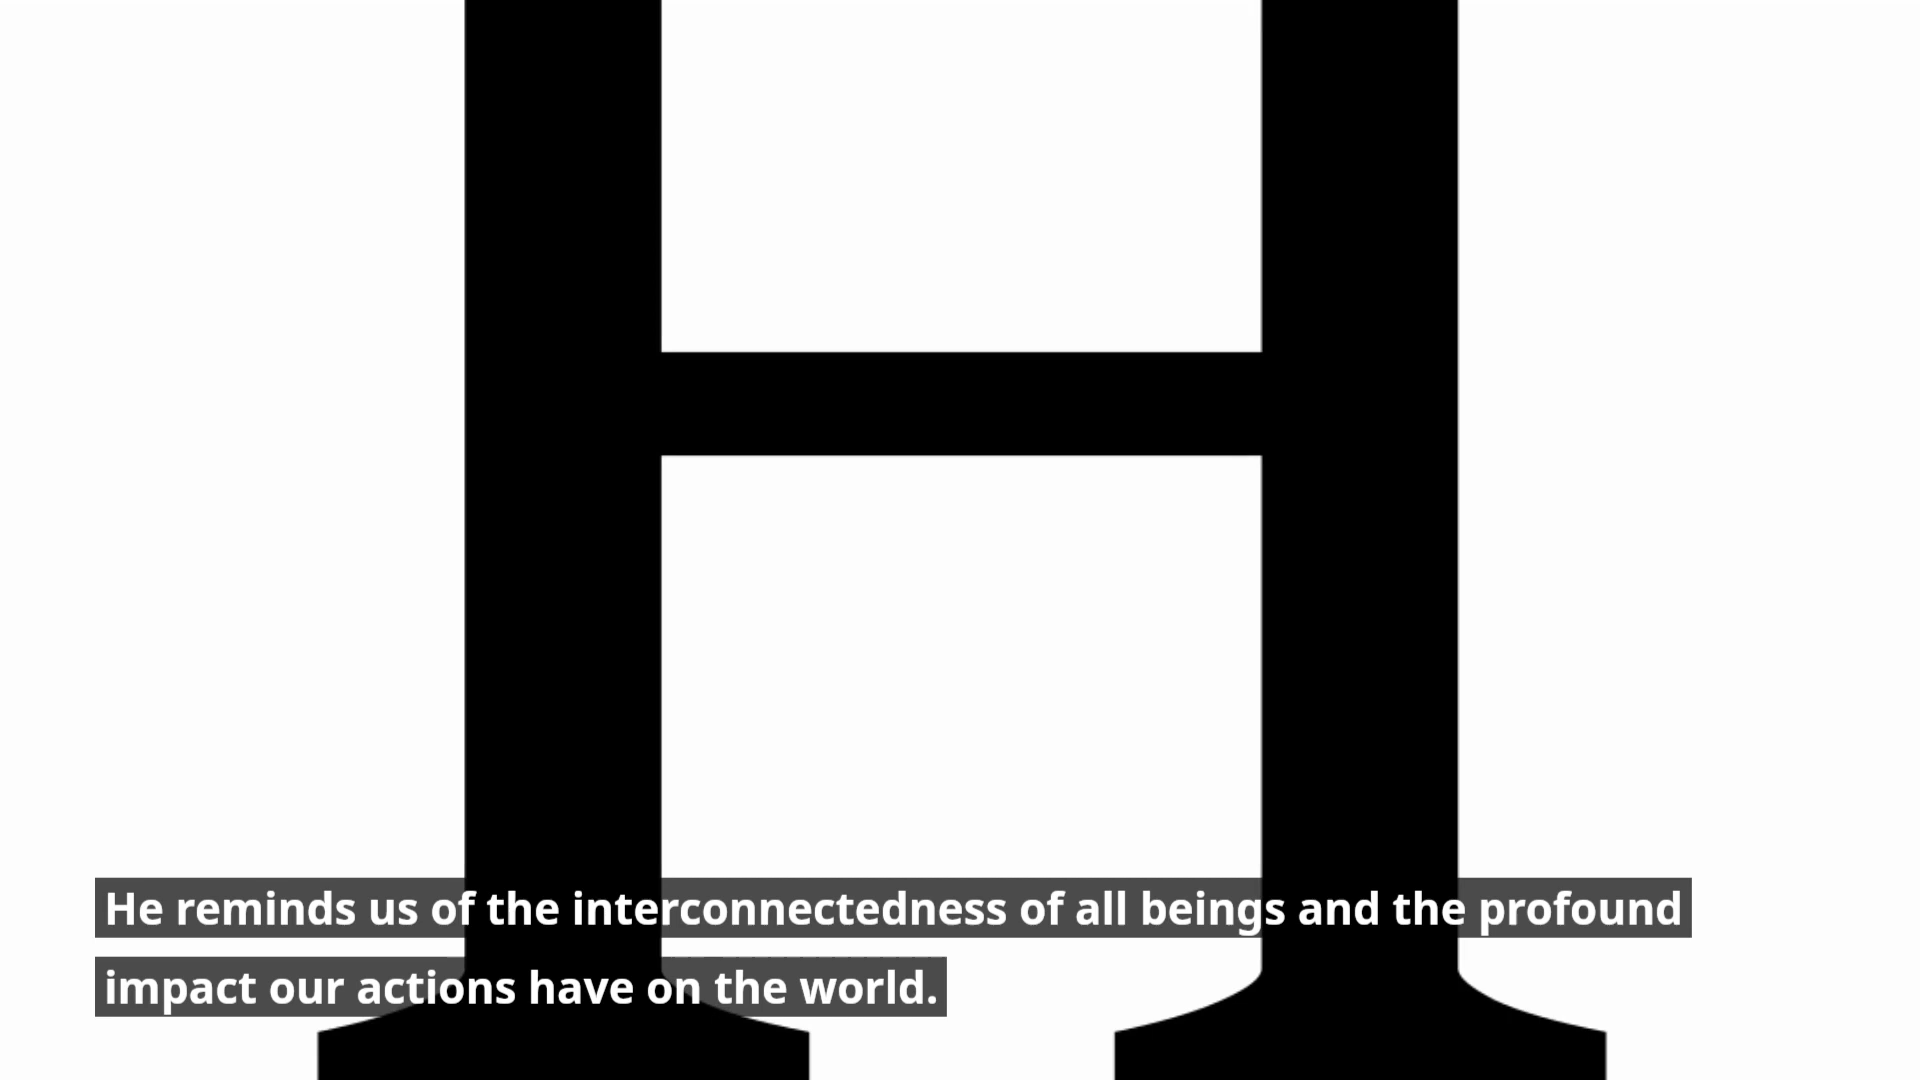 H
He reminds us of the interconnectedness of all beings and the profound
impact our actions have on the world.